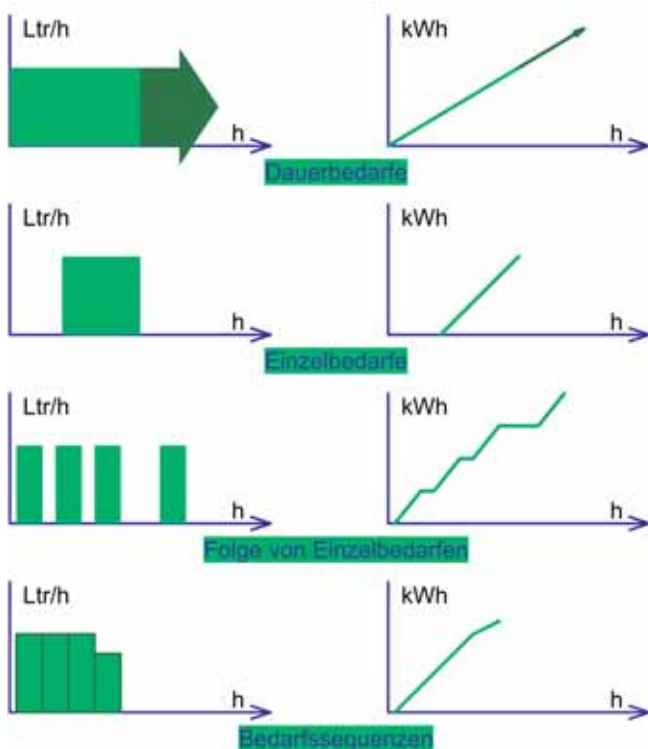 Ltr/h
kWh
h
h
Dauerbedarfe
Ltr/h
kWh
h
h
Einzelbedarfe
Ltr/h
kWh
h
h
Folge von Einzelbedarfen
Ltr/h
kWh
h
h
Bedarfssequenzen